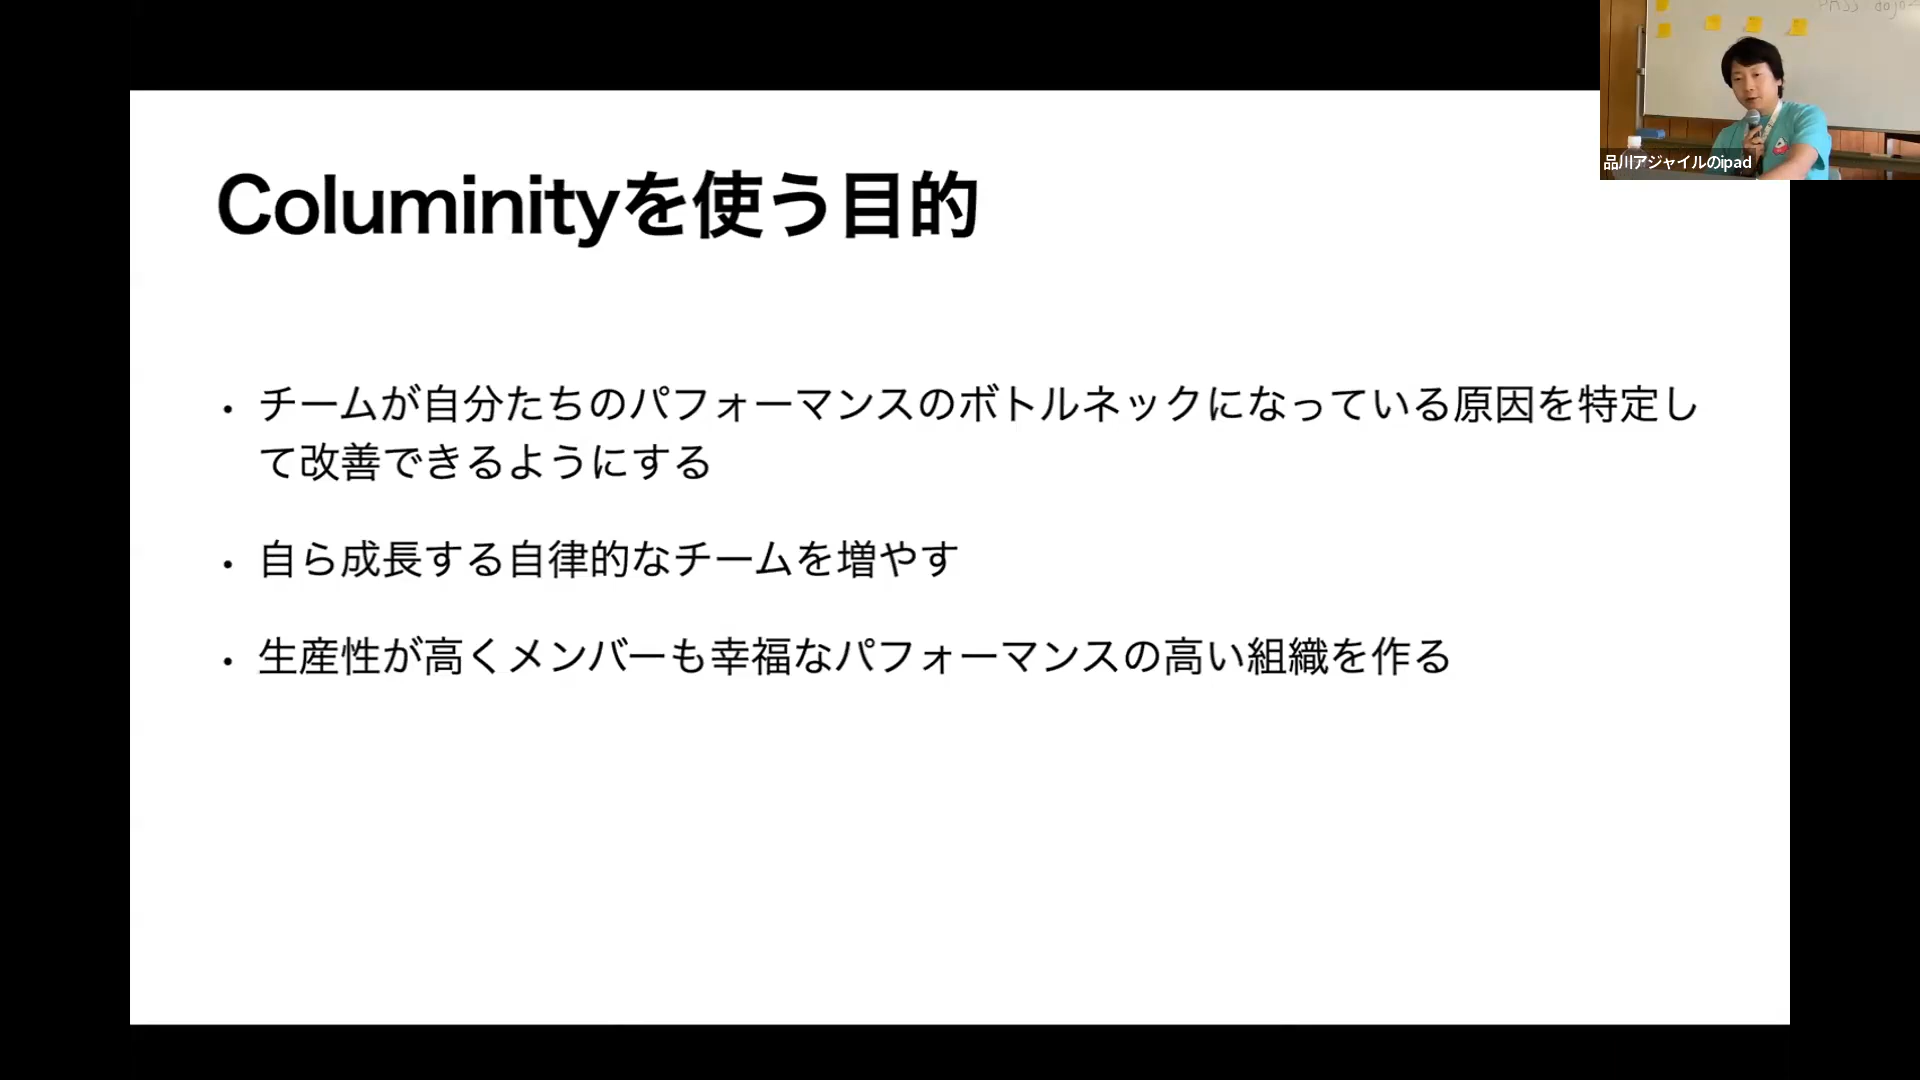 Columinityを使う目的
・チームが自分たちのパフォーマンスのボトルネックになっている原因を特定し
て改善できるようにする
・自ら成長する自律的なチームを増やす
・生産性が高くメンバーも幸福なパフォーマンスの高い組織を作る
品川アジャイルのipad